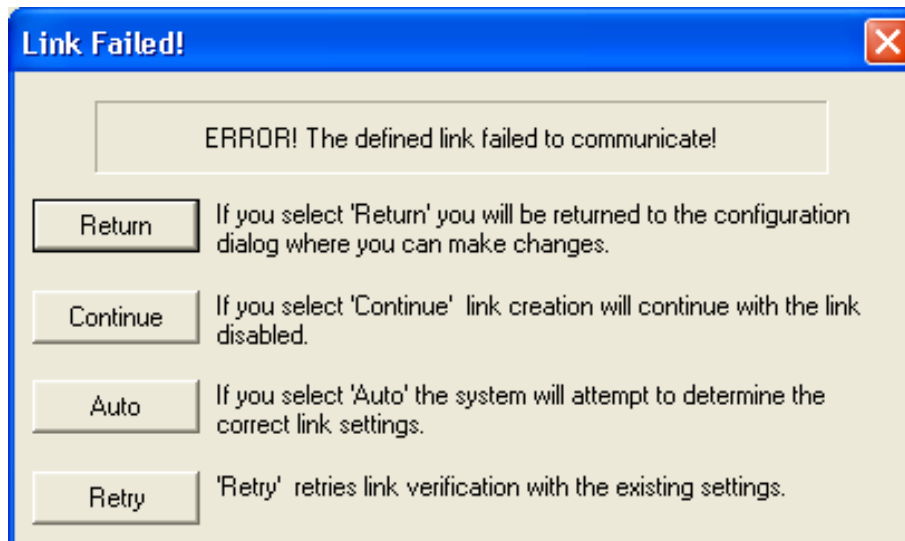 Link Failed!
ERROR! The defined link failed to communicate!
Return
If you select 'Return' you will be returned to the configuration
dialog where you can make changes.
Continue
If you select 'Continue'  link creation will continue with the link
disabled.
Auto
If you select 'Auto' the system will attempt to determine the
correct link settings.
Retry
'Retry'  retries link verification with the existing settings.